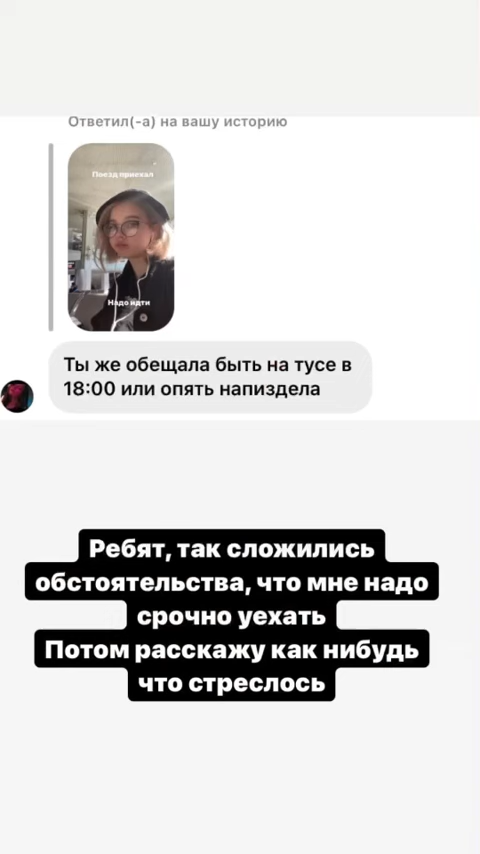 Ответил(-а) на вашу историю
Поезд приехал
Надо идти
Ты же обещала быть на тусе в
18:00 или опять напиздела
Ребят, так сложились
обстоятельства, что мне надо
срочно уехать
Потом расскажу как нибудь
что стреслось